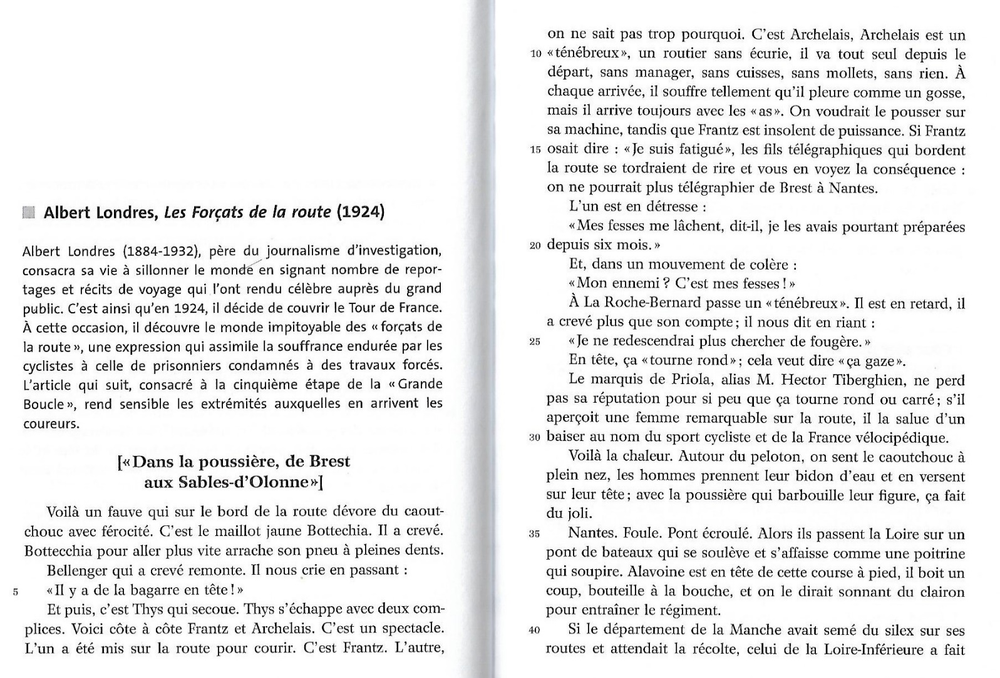 Albert Londres, Les Forçats de la route (1924)
Albert Londres (1884-1932), père du journalisme d'investigation,
consacra sa vie à sillonner le monde en signant nombre de repor-
tages et récits de voyage qui l'ont rendu célèbre auprès du grand
public. C'est ainsi qu'en 1924, il décide de couvrir le Tour de France.
À cette occasion, il découvre le monde impitoyable des « forçats de
la route », une expression qui assimile la souffrance endurée par les
cyclistes à celle de prisonniers condamnés à des travaux forcés.
L'article qui suit, consacré à la cinquième étape de la « Grande
Boucle », rend sensible les extrémités auxquelles en arrivent les
coureurs.
[« Dans la poussière, de Brest
aux Sables-d'Olonne »]
Voilà un fauve qui sur le bord de la route dévore du caout-
chouc avec férocité. C'est le maillot jaune Bottechia. Il a crevé.
Bottecchia pour aller plus vite arrache son pneu à pleines dents.
Bellenger qui a crevé remonte. Il nous crie en passant :
5 « Il y a de la bagarre en tête ! »
Et puis, c'est Thys qui secoue. Thys s'échappe avec deux com-
plices. Voici côte à côte Frantz et Archelais. C'est un spectacle.
L'un a été mis sur la route pour courir. C'est Frantz. L'autre,
on ne sait pas trop pourquoi. C'est Archelais, Archelais est un
10 « ténébreux », un routier sans écurie, il va tout seul depuis le
départ, sans manager, sans cuisses, sans mollets, sans rien. À
chaque arrivée, il souffre tellement qu'il pleure comme un gosse,
mais il arrive toujours avec les « as ». On voudrait le pousser sur
sa machine, tandis que Frantz est insolent de puissance. Si Frantz
15 osait dire : « Je suis fatigué », les fils télégraphiques qui bordent
la route se tordraient de rire et vous en voyez la conséquence :
on ne pourrait plus télégraphier de Brest à Nantes.
L'un est en détresse :
« Mes fesses me lâchent, dit-il, je les avais pourtant préparées
20 depuis six mois. »
Et, dans un mouvement de colère :
« Mon ennemi ? C'est mes fesses ! »
À La Roche-Bernard passe un « ténébreux ». Il est en retard, il
a crevé plus que son compte ; il nous dit en riant :
25 « Je ne redescendrai plus chercher de fougère. »
En tête, ça « tourne rond » ; cela veut dire « ça gaze ».
Le marquis de Priola, alias M. Hector Tiberghien, ne perd
pas sa réputation pour si peu que ça tourne rond ou carré ; s'il
aperçoit une femme remarquable sur la route, il la salue d'un
30 baiser au nom du sport cycliste et de la France vélocipédique.
Voilà la chaleur. Autour du peloton, on sent le caoutchouc à
plein nez, les hommes prennent leur bidon d'eau et en versent
sur leur tête ; avec la poussière qui barbouille leur figure, ça fait
du joli.
35 Nantes. Foule. Pont écroulé. Alors ils passent la Loire sur un
pont de bateaux qui se soulève et s'affaisse comme une poitrine
qui soupire. Alavoine est en tête de cette course à pied, il boit un
coup, bouteille à la bouche, et on le dirait sonnant du clairon
pour entraîner le régiment.
40 Si le département de la Manche avait semé du silex sur ses
routes et attendait la récolte, celui de la Loire-Inférieure a fait